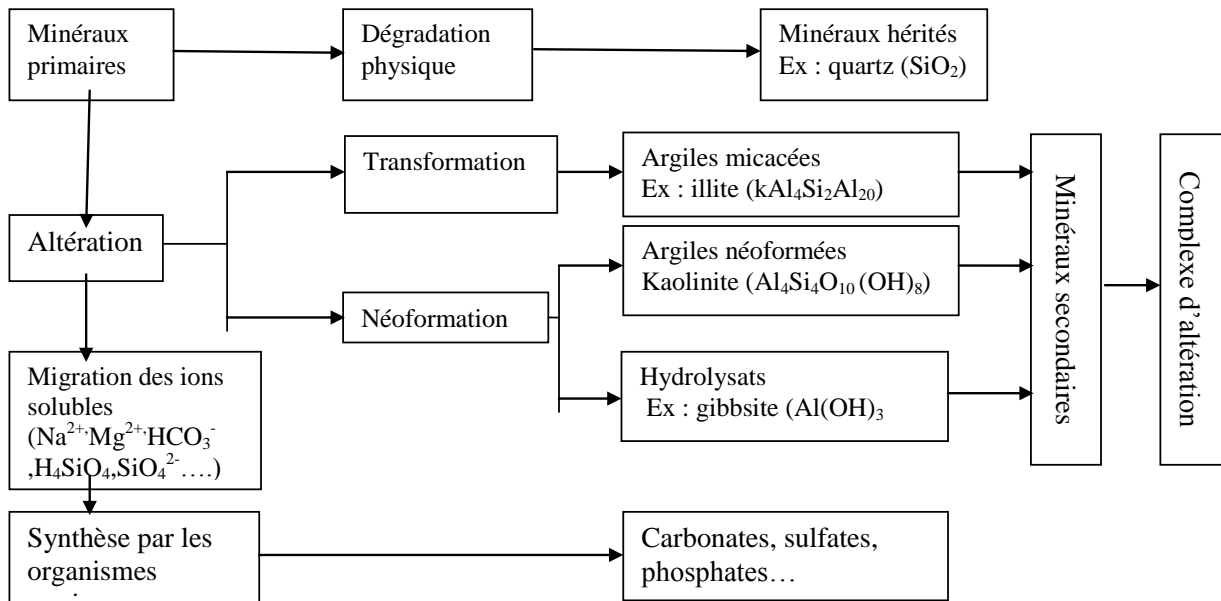 Minéraux
primaires
Dégradation
physique
Minéraux hérités
Ex : quartz (SiO₂)
Altération
Transformation
Argiles micacées
Ex : illite (kAl₄Si₂Al₂₀)
Néoformation
Argiles néoformées
Kaolinite (Al₄Si₄O₁₀ (OH)₈)
Hydrolysats
Ex : gibbsite (Al(OH)₃
Minéraux secondaires
Complexe d'altération
Migration des ions
solubles
(Na²⁺,Mg²⁺,HCO₃⁻
,H₄SiO₄,SiO₄²⁻….)
Synthèse par les
organismes
Carbonates, sulfates,
phosphates…